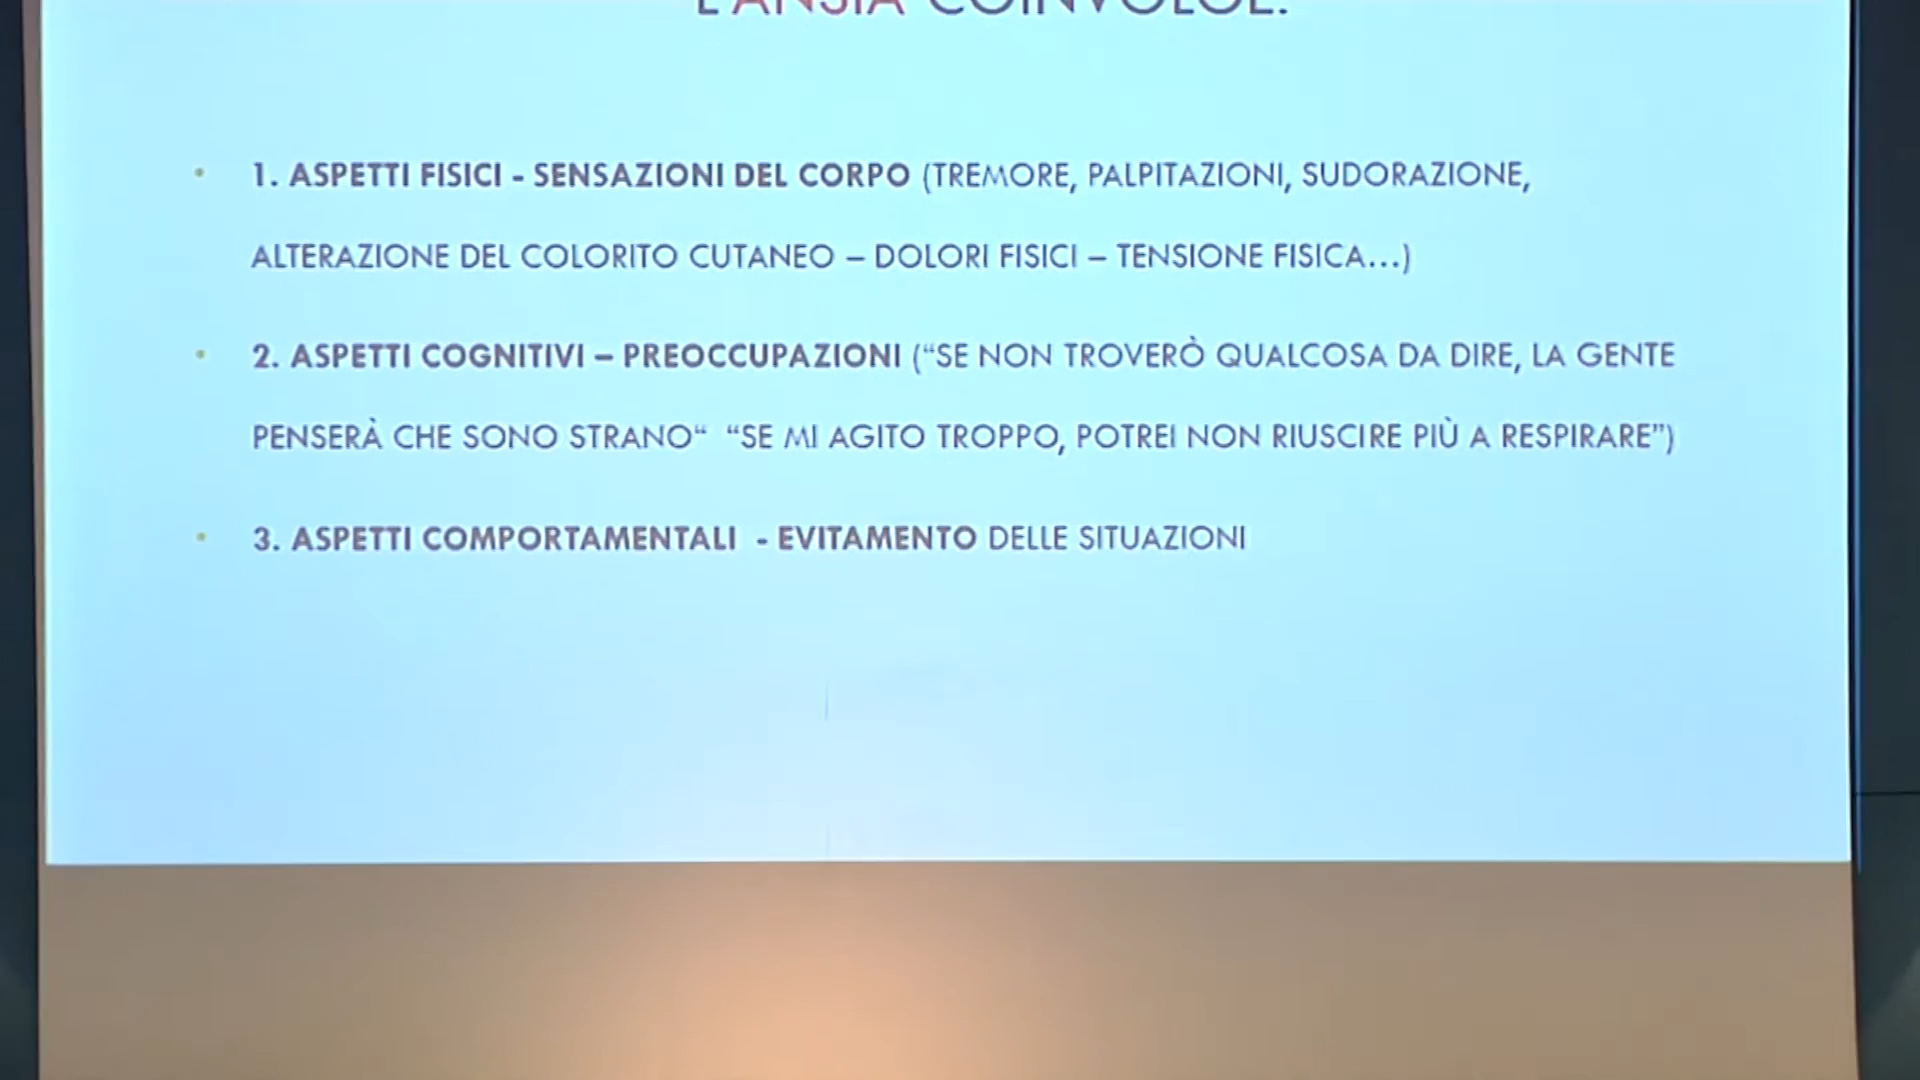 L'ANSIA COINVOLGE:
• 1. ASPETTI FISICI - SENSAZIONI DEL CORPO (TREMORE, PALPITAZIONI, SUDORAZIONE,
ALTERAZIONE DEL COLORITO CUTANEO – DOLORI FISICI – TENSIONE FISICA...)
• 2. ASPETTI COGNITIVI – PREOCCUPAZIONI (“SE NON TROVERÒ QUALCOSA DA DIRE, LA GENTE
PENSERÀ CHE SONO STRANO“ “SE MI AGITO TROPPO, POTREI NON RIUSCIRE PIÙ A RESPIRARE”)
• 3. ASPETTI COMPORTAMENTALI - EVITAMENTO DELLE SITUAZIONI